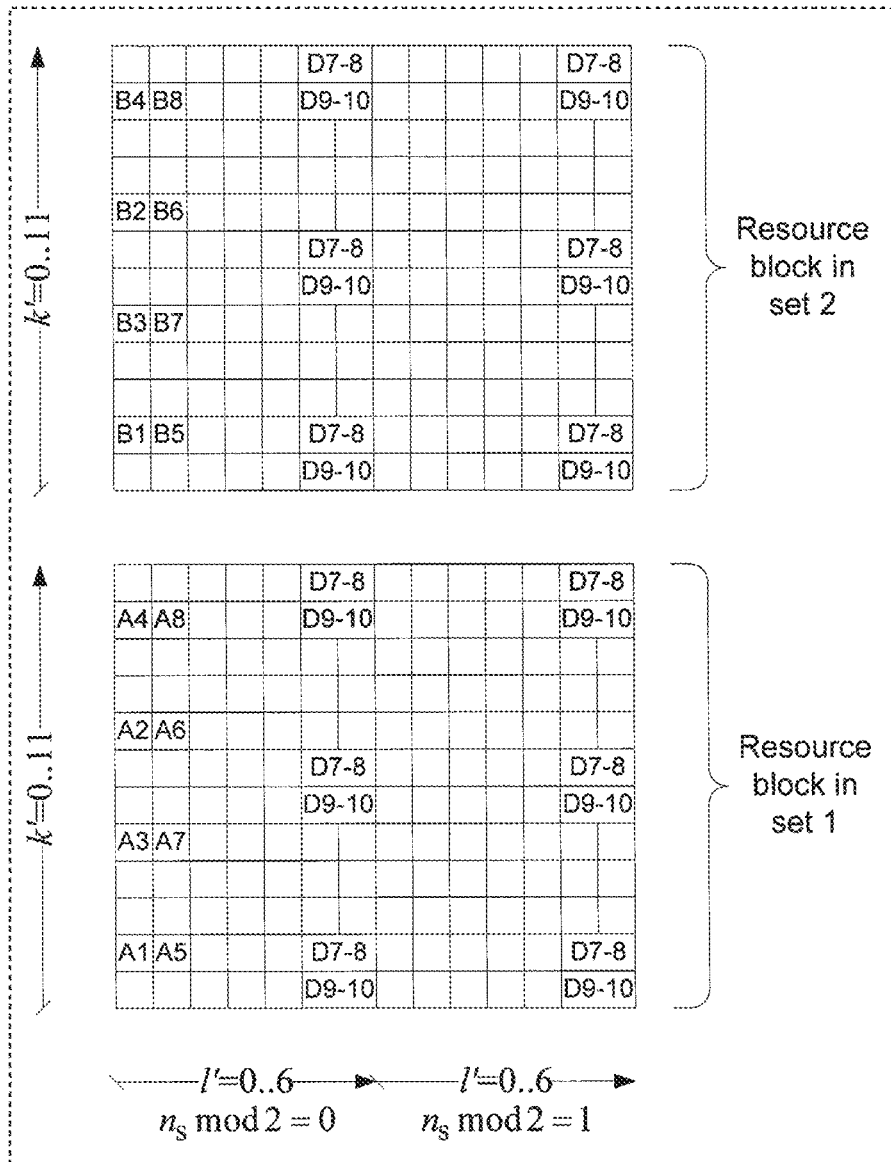 D7-8 D7-8
B4 B8 D9-10 D9-10
B2 B6
D7-8 D7-8
D9-10 D9-10
B3 B7
B1 B5 D7-8 D7-8
D9-10 D9-10
k'=0..11
Resource
block in
set 2
D7-8 D7-8
A4 A8 D9-10 D9-10
A2 A6
D7-8 D7-8
D9-10 D9-10
A3 A7
A1 A5 D7-8 D7-8
D9-10 D9-10
k'=0..11
Resource
block in
set 1
l'=0..6 l'=0..6
nₛ mod 2 = 0 nₛ mod 2 = 1